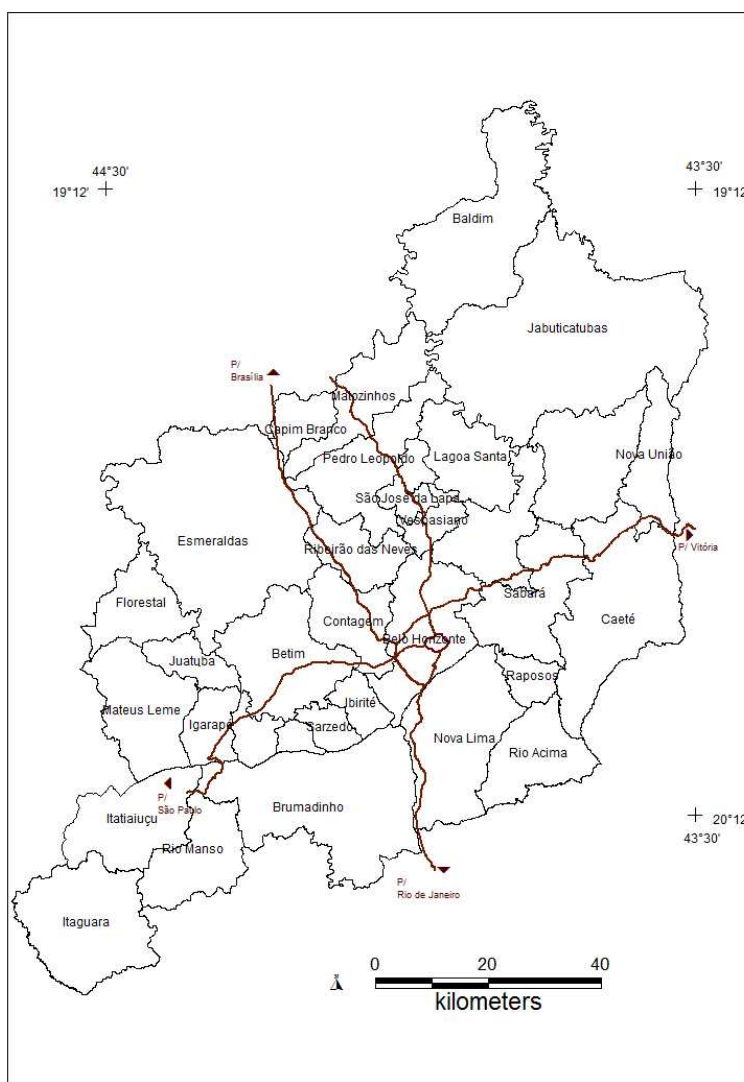 44°30'
43°30'
19°12'
19°12'
Baldim
Jabuticatubas
P/
Brasília
Matozinhos
Capim Branco
Nova União
Pedro Leopoldo
Lagoa Santa
São José da Lapa
Vespasiano
Esmeraldas
Ribeirão das Neves
P/ Vitória
Florestal
Sabará
Contagem
Caeté
Belo Horizonte
Juatuba
Betim
Raposos
Mateus Leme
Ibirité
Igarapé
Sarzedo
Nova Lima
Rio Acima
P/
São Paulo
Brumadinho
Itatiaiuçu
20°12'
43°30'
Rio Manso
P/
Rio de Janeiro
Itaguara
0
20
40
kilometers